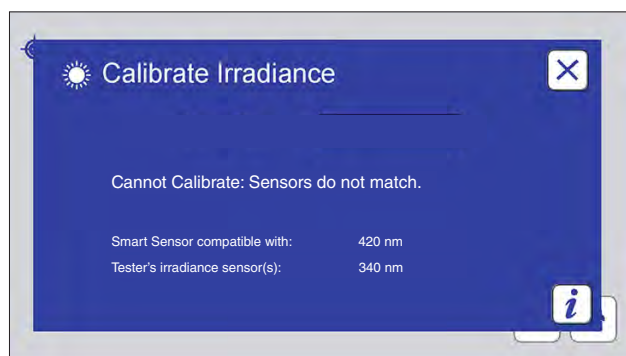 Calibrate Irradiance
Cannot Calibrate: Sensors do not match.
Smart Sensor compatible with: 420 nm
Tester's irradiance sensor(s): 340 nm
i